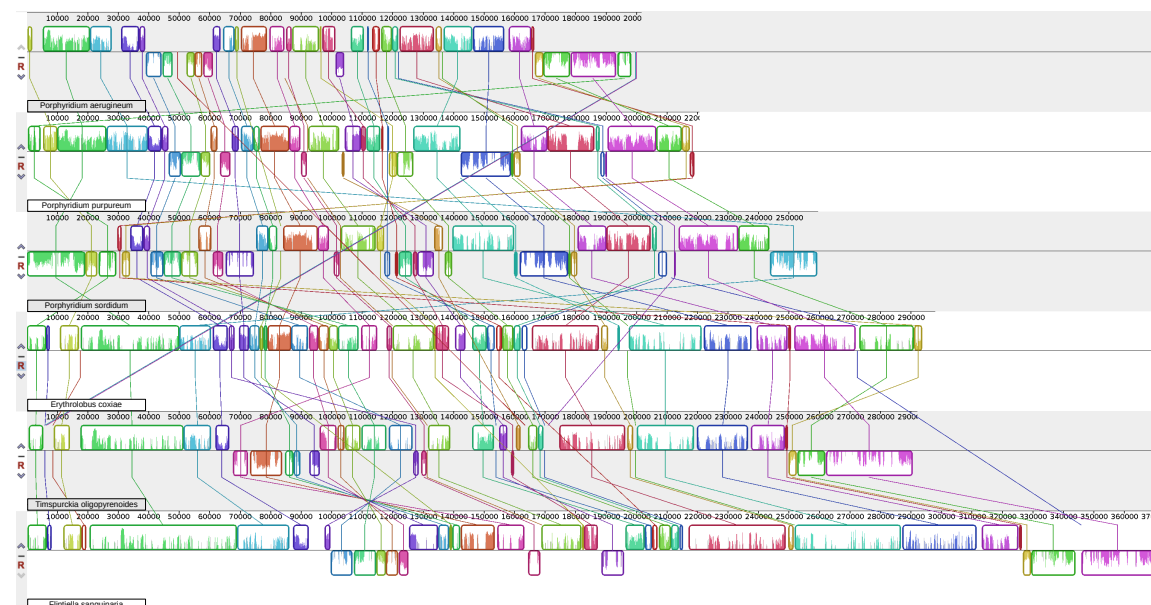 10000 20000 30000 40000 50000 60000 70000 80000 90000 100000 110000 120000 130000 140000 150000 160000 170000 180000 190000 2000
R
Porphyridium aerugineum
10000 20000 30000 40000 50000 60000 70000 80000 90000 100000 110000 120000 130000 140000 150000 160000 170000 180000 190000 200000 210000 220
R
Porphyridium purpureum
10000 20000 30000 40000 50000 60000 70000 80000 90000 100000 110000 120000 130000 140000 150000 160000 170000 180000 190000 200000 210000 220000 230000 240000 250000
R
Porphyridium sordidum
10000 20000 30000 40000 50000 60000 70000 80000 90000 100000 110000 120000 130000 140000 150000 160000 170000 180000 190000 200000 210000 220000 230000 240000 250000 260000 270000 280000 290000
R
Erythrolobus coxiae
10000 20000 30000 40000 50000 60000 70000 80000 90000 100000 110000 120000 130000 140000 150000 160000 170000 180000 190000 200000 210000 220000 230000 240000 250000 260000 270000 280000 29000
R
Timspurckia oligopyrenoides
10000 20000 30000 40000 50000 60000 70000 80000 90000 100000 110000 120000 130000 140000 150000 160000 170000 180000 190000 200000 210000 220000 230000 240000 250000 260000 270000 280000 290000 300000 310000 320000 330000 340000 350000 360000 37
R
Flintiella sanguinaria